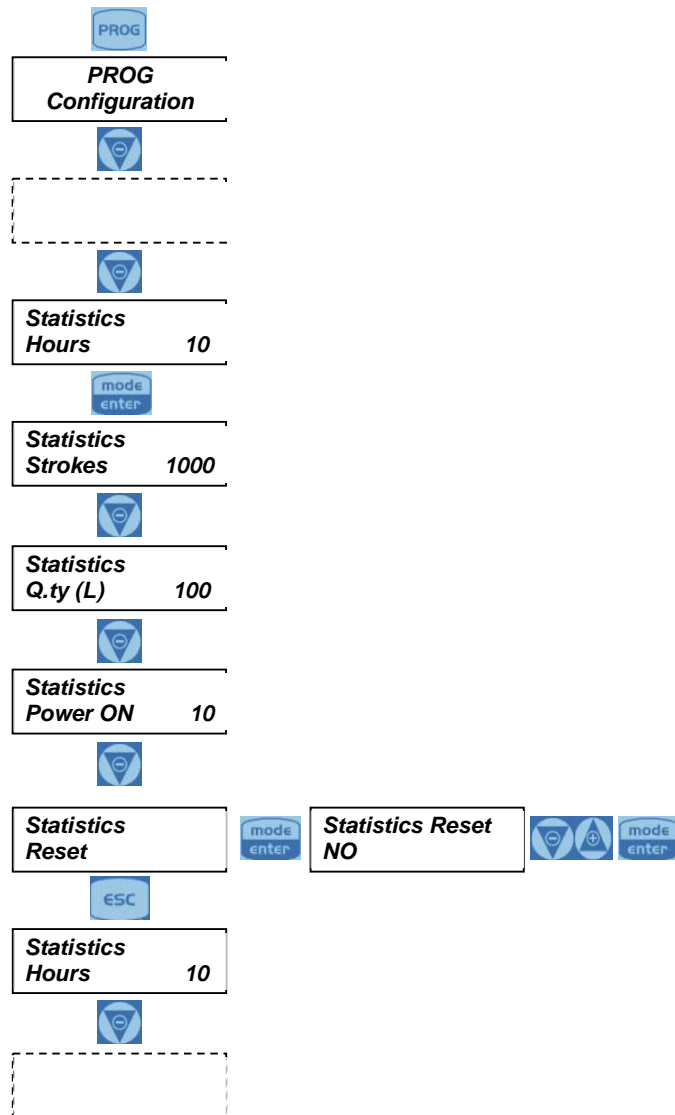 PROG
PROG
Configuration
Statistics
Hours 10
mode
enter
Statistics
Strokes 1000
Statistics
Q.ty (L) 100
Statistics
Power ON 10
Statistics
Reset
mode
enter
Statistics Reset
NO
mode
enter
ESC
Statistics
Hours 10